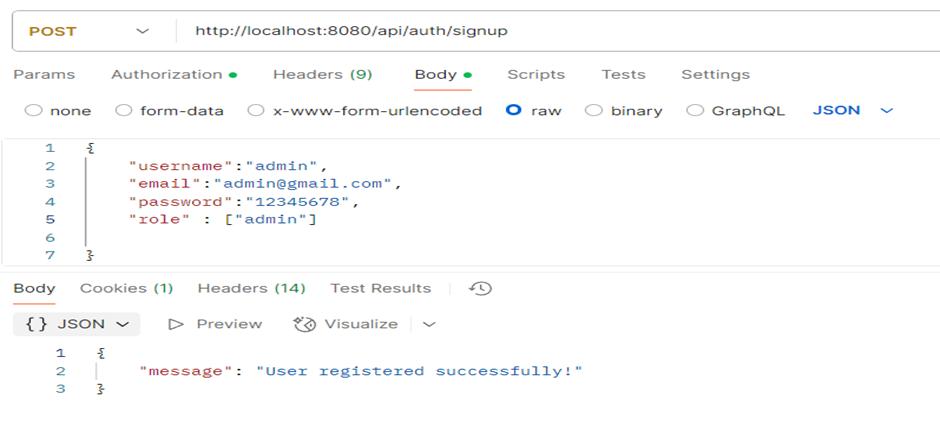 POST http://localhost:8080/api/auth/signup
Params Authorization Headers (9) Body Scripts Tests Settings
none form-data x-www-form-urlencoded raw binary GraphQL JSON
1 {
2 "username":"admin",
3 "email":"admin@gmail.com",
4 "password":"12345678",
5 "role" : ["admin"]
6
7 }
Body Cookies (1) Headers (14) Test Results
{} JSON Preview Visualize
1 {
2 "message": "User registered successfully!"
3 }